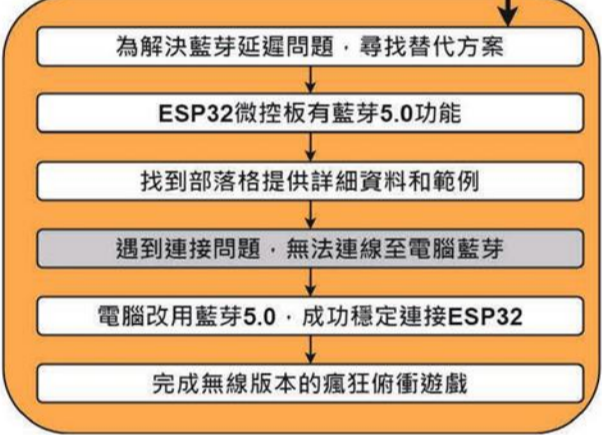 為解決藍芽延遲問題，尋找替代方案
ESP32微控板有藍芽5.0功能
找到部落格提供詳細資料和範例
遇到連接問題，無法連線至電腦藍芽
電腦改用藍芽5.0，成功穩定連接ESP32
完成無線版本的瘋狂俯衝遊戲